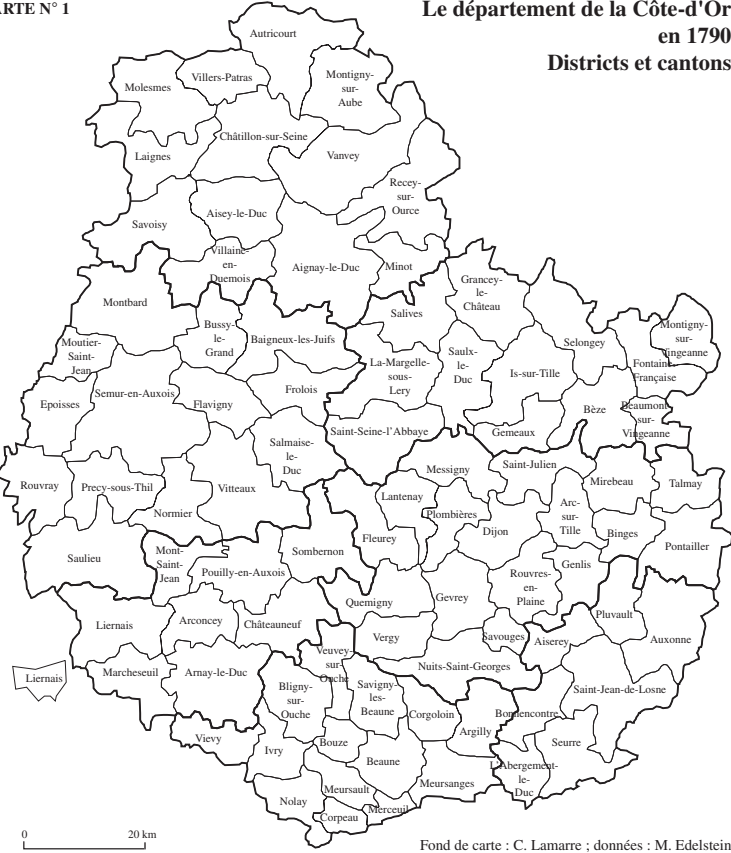 ARTE N° 1
Le département de la Côte-d'Or
en 1790
Districts et cantons
Autricourt
Molesmes
Villers-Patras
Montigny-
sur-
Aube
Châtillon-sur-Seine
Laignes
Vanvey
Recey-
sur-
Ource
Savoisy
Aisey-le-Duc
Villaine-
en-
Duemois
Aignay-le-Duc
Minot
Grancey-
le-
Château
Montbard
Salives
Bussy-
le-
Grand
Baigneux-les-Juifs
Moutier-
Saint-
Jean
Montigny-
sur-
Vingeanne
Selongey
Saulx-
le-
Duc
La-Margelle-
sous-
Lery
Is-sur-Tille
Fontaine-
Française
Semur-en-Auxois
Frolois
Epoisses
Flavigny
Bèze
Beaumont-
sur-
Vingeanne
Saint-Seine-l'Abbaye
Gemeaux
Salmaise-
le-
Duc
Messigny
Saint-Julien
Rouvray
Precy-sous-Thil
Vitteaux
Mirebeau
Talmay
Lantenay
Plombières
Arc-
sur-
Tille
Normier
Fleurey
Dijon
Binges
Pontailler
Saulieu
Mont-
Saint-
Jean
Sombernon
Pouilly-en-Auxois
Genlis
Rouvres-
en-
Plaine
Quemigny
Gevrey
Liernais
Arconcey
Châteauneuf
Pluvault
Vergy
Savouges
Aiserey
Auxonne
Veuvey-
sur-
Ouche
Nuits-Saint-Georges
Liernais
Marcheseuil
Arnay-le-Duc
Bligny-
sur-
Ouche
Savigny-
les-
Beaune
Saint-Jean-de-Losne
Corgoloin
Bonnencontre
Argilly
Vievy
Ivry
Bouze
Seurre
Beaune
L'Abergement-
le-
Duc
Meursault
Meursanges
Nolay
Merceuil
Corpeau
0 20 km
Fond de carte : C. Lamarre ; données : M. Edelstein